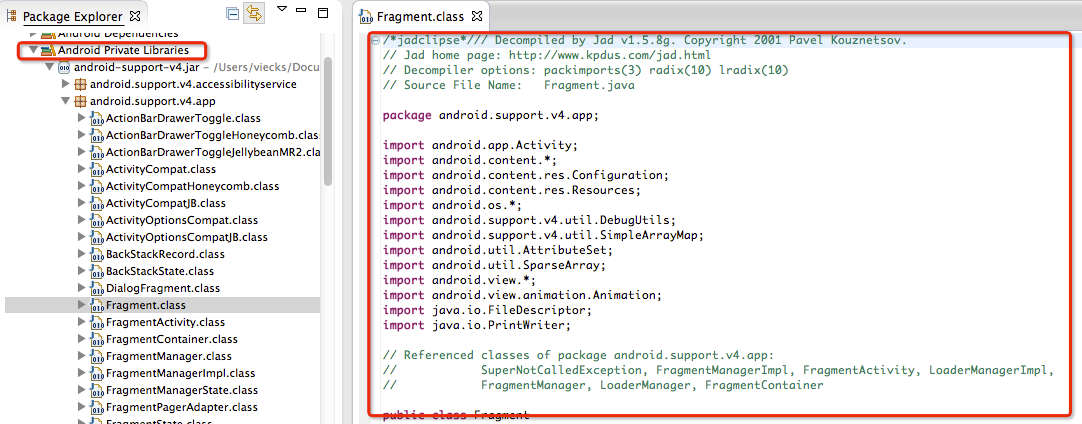 Package Explorer
Android Dependencies
Android Private Libraries
android-support-v4.jar - /Users/viecks/Docu
android.support.v4.accessibilityservice
android.support.v4.app
ActionBarDrawerToggle.class
ActionBarDrawerToggleHoneycomb.class
ActionBarDrawerToggleJellybeanMR2.cla
ActivityCompat.class
ActivityCompatHoneycomb.class
ActivityCompatJB.class
ActivityOptionsCompat.class
ActivityOptionsCompatJB.class
BackStackRecord.class
BackStackState.class
DialogFragment.class
Fragment.class
FragmentActivity.class
FragmentContainer.class
FragmentManager.class
FragmentManagerImpl.class
FragmentManagerState.class
FragmentPagerAdapter.class
FragmentState.class
Fragment.class
/*jadclipse*/// Decompiled by Jad v1.5.8g. Copyright 2001 Pavel Kouznetsov.
// Jad home page: http://www.kpdus.com/jad.html
// Decompiler options: packimports(3) radix(10) lradix(10)
// Source File Name:   Fragment.java
package android.support.v4.app;
import android.app.Activity;
import android.content.*;
import android.content.res.Configuration;
import android.content.res.Resources;
import android.os.*;
import android.support.v4.util.DebugUtils;
import android.support.v4.util.SimpleArrayMap;
import android.util.AttributeSet;
import android.util.SparseArray;
import android.view.*;
import android.view.animation.Animation;
import java.io.FileDescriptor;
import java.io.PrintWriter;
// Referenced classes of package android.support.v4.app:
//            SuperNotCalledException, FragmentManagerImpl, FragmentActivity, LoaderManagerImpl,
//            FragmentManager, LoaderManager, FragmentContainer
public class Fragment